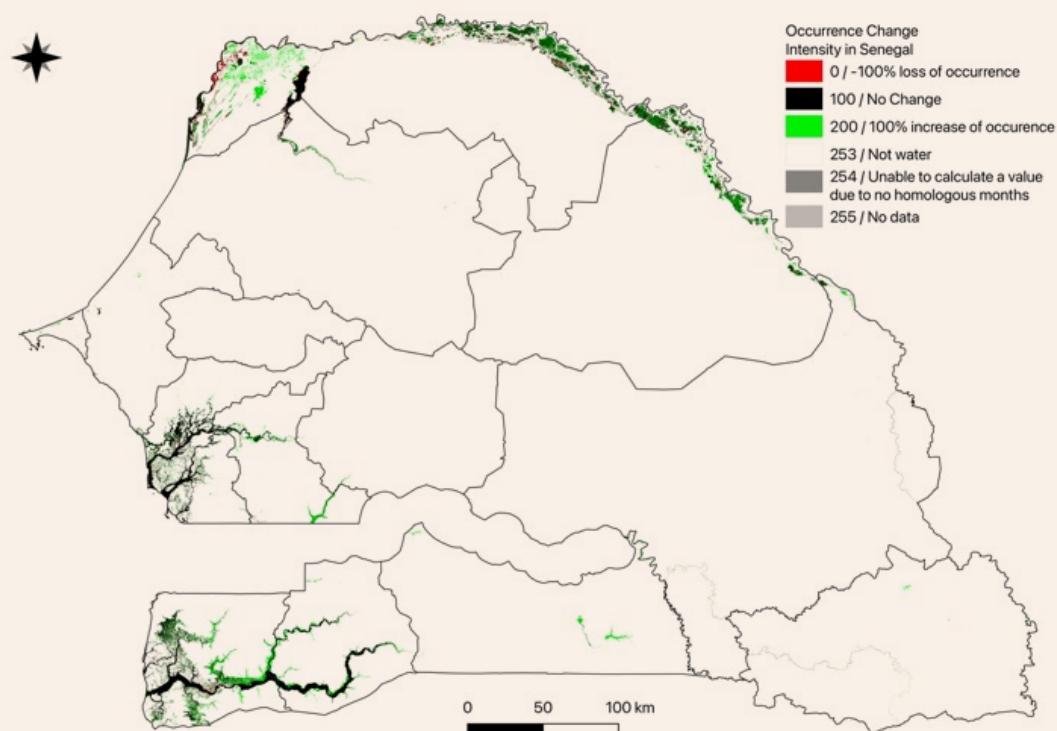 Occurrence Change
Intensity in Senegal
0 / -100% loss of occurrence
100 / No Change
200 / 100% increase of occurence
253 / Not water
254 / Unable to calculate a value
due to no homologous months
255 / No data
0 50 100 km